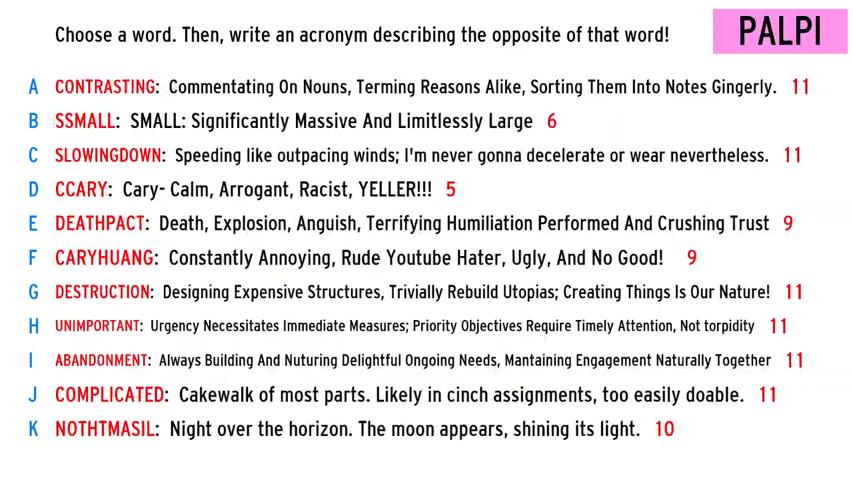 Choose a word. Then, write an acronym describing the opposite of that word!
PALPI
A CONTRASTING: Commentating On Nouns, Terming Reasons Alike, Sorting Them Into Notes Gingerly. 11
B SSMALL: SMALL: Significantly Massive And Limitlessly Large 6
C SLOWINGDOWN: Speeding like outpacing winds; I'm never gonna decelerate or wear nevertheless. 11
D CCARY: Cary- Calm, Arrogant, Racist, YELLER!!! 5
E DEATHPACT: Death, Explosion, Anguish, Terrifying Humiliation Performed And Crushing Trust 9
F CARYHUANG: Constantly Annoying, Rude Youtube Hater, Ugly, And No Good! 9
G DESTRUCTION: Designing Expensive Structures, Trivially Rebuild Utopias; Creating Things Is Our Nature! 11
H UNIMPORTANT: Urgency Necessitates Immediate Measures; Priority Objectives Require Timely Attention, Not torpidity 11
I ABANDONMENT: Always Building And Nuturing Delightful Ongoing Needs, Mantaining Engagement Naturally Together 11
J COMPLICATED: Cakewalk of most parts. Likely in cinch assignments, too easily doable. 11
K NOTHTMASIL: Night over the horizon. The moon appears, shining its light. 10